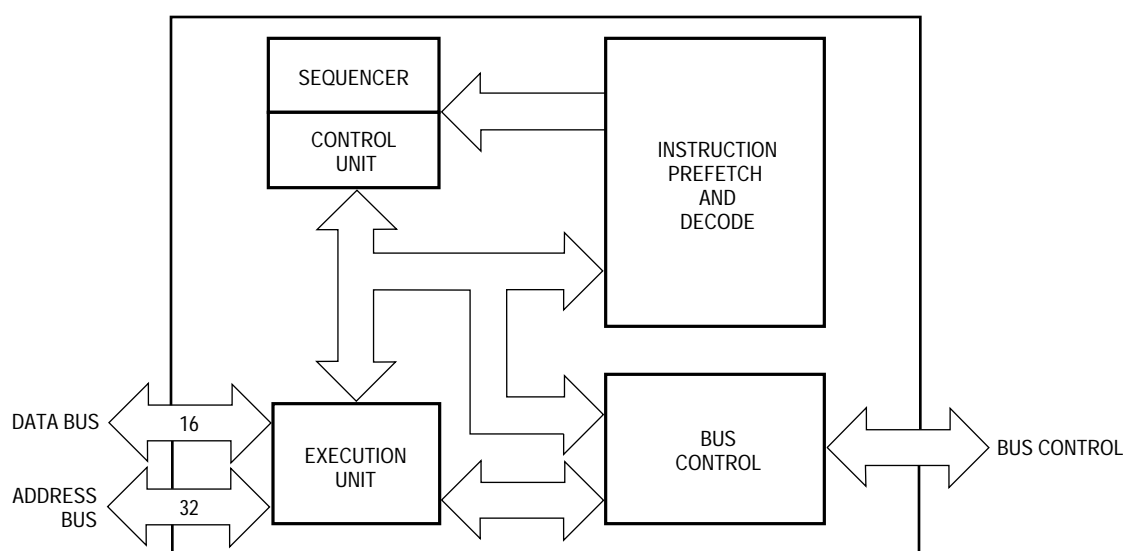 SEQUENCER
CONTROL
UNIT
INSTRUCTION
PREFETCH
AND
DECODE
DATA BUS
16
ADDRESS
BUS
32
EXECUTION
UNIT
BUS
CONTROL
BUS CONTROL